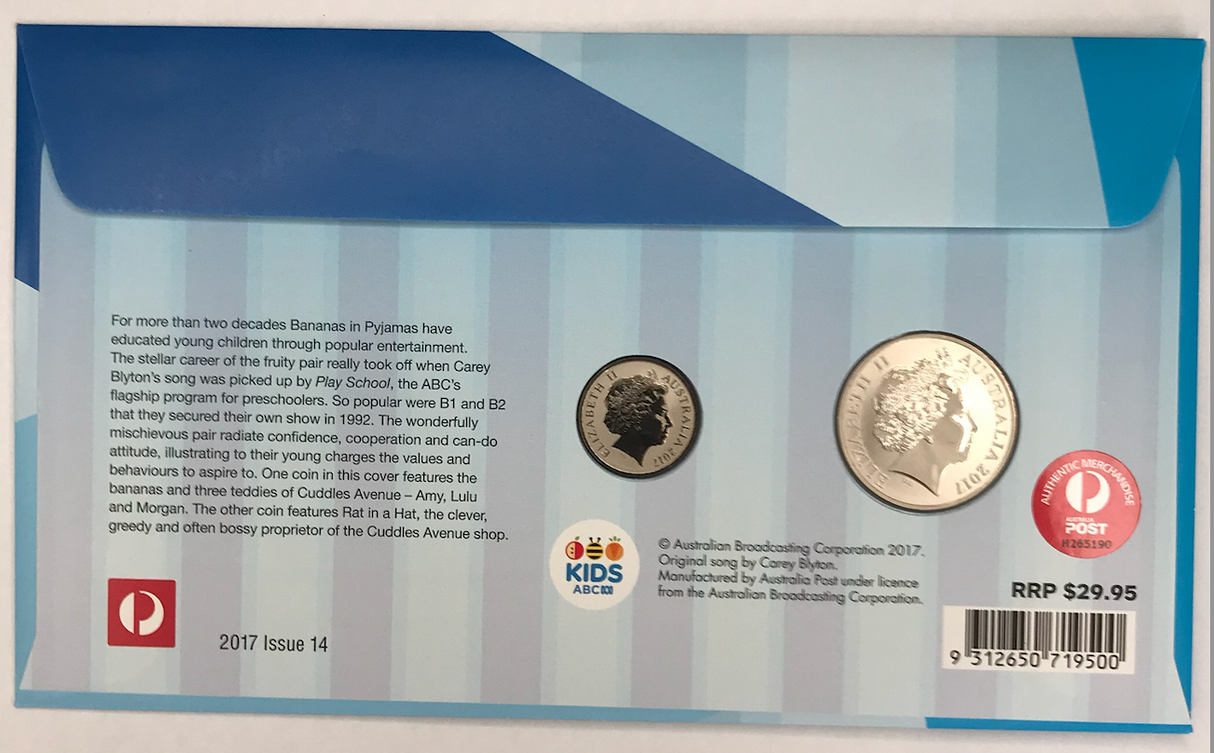 For more than two decades Bananas in Pyjamas have
educated young children through popular entertainment.
The stellar career of the fruity pair really took off when Carey
Blyton's song was picked up by Play School, the ABC's
flagship program for preschoolers. So popular were B1 and B2
that they secured their own show in 1992. The wonderfully
mischievous pair radiate confidence, cooperation and can-do
attitude, illustrating to their young charges the values and
behaviours to aspire to. One coin in this cover features the
bananas and three teddies of Cuddles Avenue – Amy, Lulu
and Morgan. The other coin features Rat in a Hat, the clever,
greedy and often bossy proprietor of the Cuddles Avenue shop.
2017 Issue 14
ELIZABETH II AUSTRALIA 2017
ELIZABETH II AUSTRALIA 2017
KIDS
ABC
© Australian Broadcasting Corporation 2017.
Original song by Carey Blyton.
Manufactured by Australia Post under licence
from the Australian Broadcasting Corporation.
AUTHENTIC MERCHANDISE
AUSTRALIA
POST
H265190
RRP $29.95
9 312650 719500